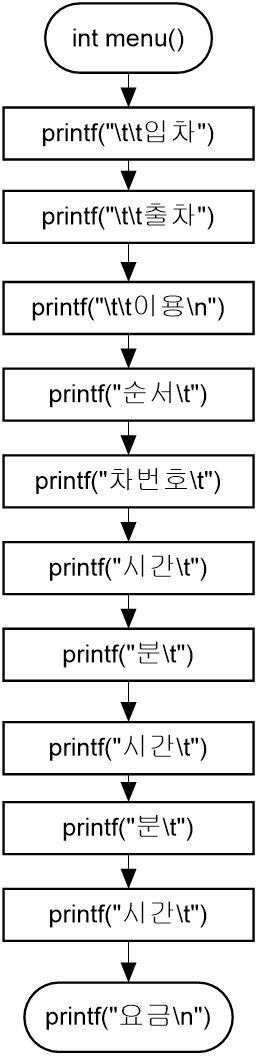 int menu()
printf("\t\t입차")
printf("\t\t출차")
printf("\t\t이용\n")
printf("순서\t")
printf("차번호\t")
printf("시간\t")
printf("분\t")
printf("시간\t")
printf("분\t")
printf("시간\t")
printf("요금\n")